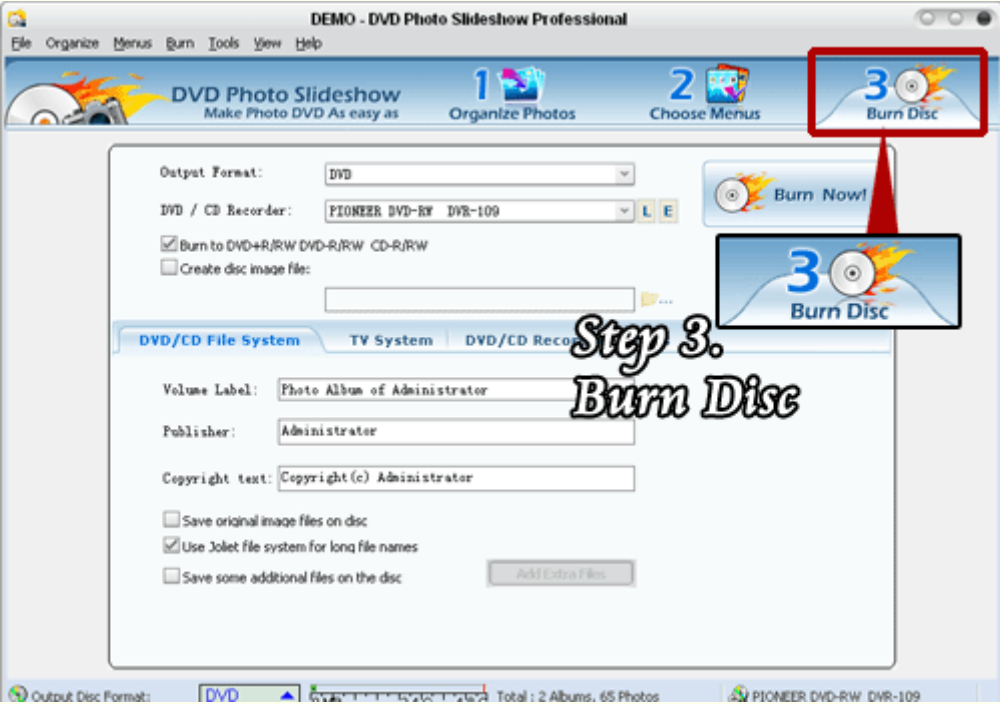 DEMO - DVD Photo Slideshow Professional
File Organize Menus Burn Tools View Help
DVD Photo Slideshow
Make Photo DVD As easy as
1
Organize Photos
2
Choose Menus
3
Burn Disc
Output Format: DVD
Burn Now!
DVD / CD Recorder: PIONEER DVD-RW DVR-109 L E
Burn to DVD+R/RW DVD-R/RW CD-R/RW
Create disc image file:
...
3
Burn Disc
DVD/CD File System TV System DVD/CD Reco
Step 3.
Burn Disc
Volume Label: Photo Album of Administrator
Publisher: Administrator
Copyright text: Copyright(c) Administrator
Save original image files on disc
Use Joliet file system for long file names
Save some additional files on the disc
Add Extra Files
Output Disc Format: DVD Total : 2 Albums, 65 Photos PIONEER DVD-RW DVR-109